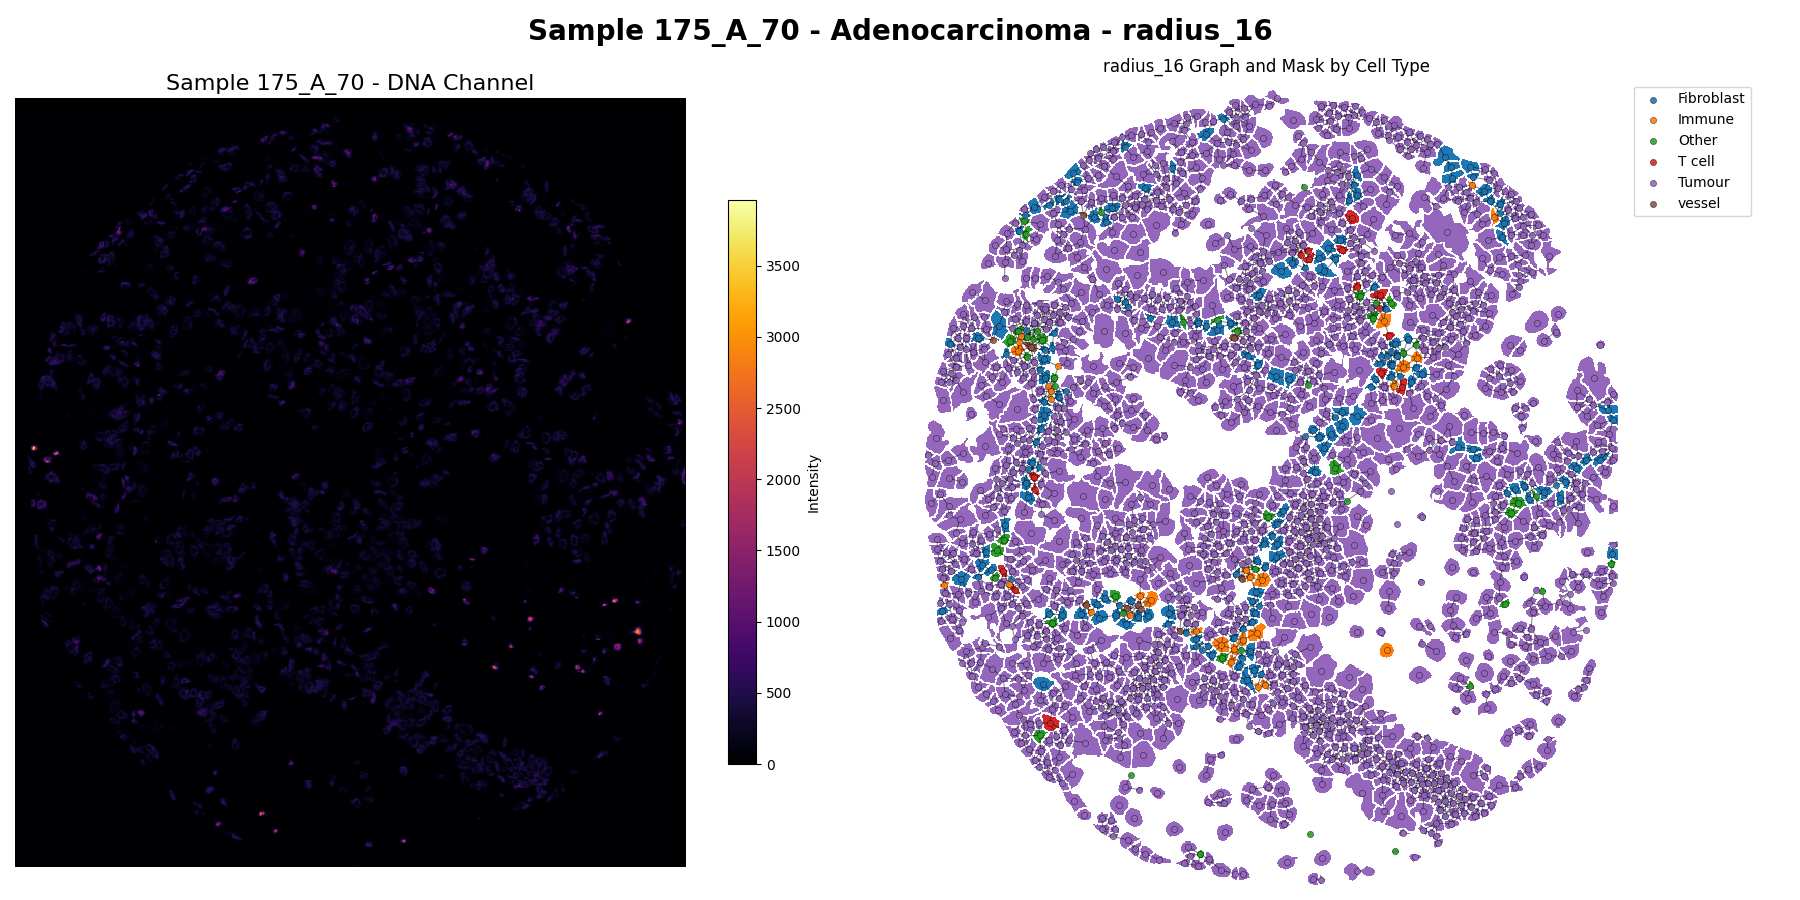 Sample 175_A_70 - Adenocarcinoma - radius_16
Sample 175_A_70 - DNA Channel
3500
3000
2500
2000
1500
1000
500
0
Intensity
radius_16 Graph and Mask by Cell Type
Fibroblast
Immune
Other
T cell
Tumour
vessel